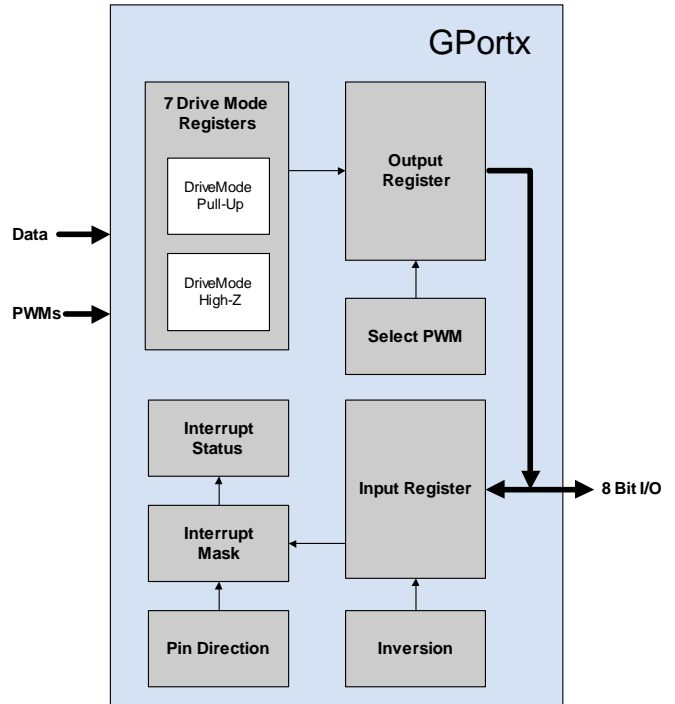 GPortx
7 Drive Mode
Registers
DriveMode
Pull-Up
DriveMode
High-Z
Output
Register
Select PWM
Data
PWMs
Interrupt
Status
Interrupt
Mask
Pin Direction
Input Register
Inversion
8 Bit I/O